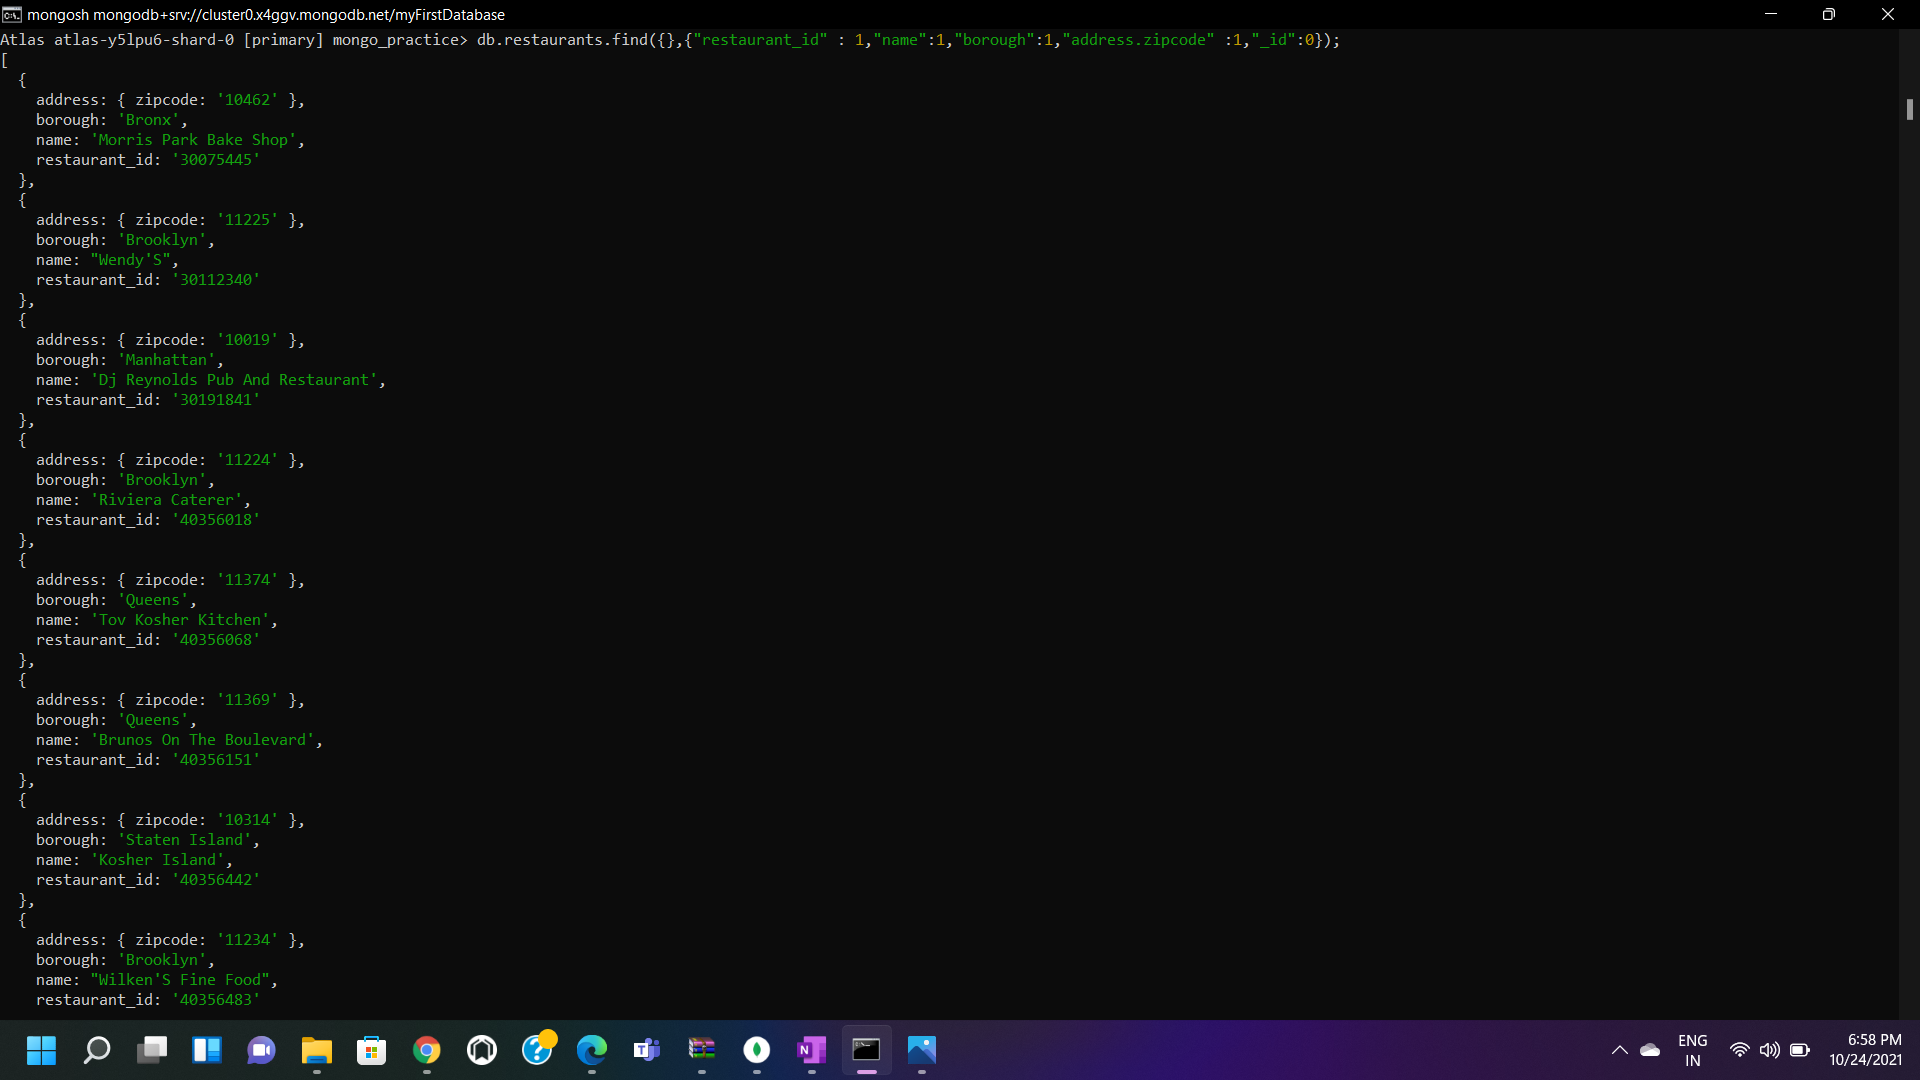 mongosh mongodb+srv://cluster0.x4ggv.mongodb.net/myFirstDatabase
Atlas atlas-y5lpu6-shard-0 [primary] mongo_practice> db.restaurants.find({},{"restaurant_id" : 1,"name":1,"borough":1,"address.zipcode" :1,"_id":0});
[
  {
    address: { zipcode: '10462' },
    borough: 'Bronx',
    name: 'Morris Park Bake Shop',
    restaurant_id: '30075445'
  },
  {
    address: { zipcode: '11225' },
    borough: 'Brooklyn',
    name: "Wendy'S",
    restaurant_id: '30112340'
  },
  {
    address: { zipcode: '10019' },
    borough: 'Manhattan',
    name: 'Dj Reynolds Pub And Restaurant',
    restaurant_id: '30191841'
  },
  {
    address: { zipcode: '11224' },
    borough: 'Brooklyn',
    name: 'Riviera Caterer',
    restaurant_id: '40356018'
  },
  {
    address: { zipcode: '11374' },
    borough: 'Queens',
    name: 'Tov Kosher Kitchen',
    restaurant_id: '40356068'
  },
  {
    address: { zipcode: '11369' },
    borough: 'Queens',
    name: 'Brunos On The Boulevard',
    restaurant_id: '40356151'
  },
  {
    address: { zipcode: '10314' },
    borough: 'Staten Island',
    name: 'Kosher Island',
    restaurant_id: '40356442'
  },
  {
    address: { zipcode: '11234' },
    borough: 'Brooklyn',
    name: "Wilken'S Fine Food",
    restaurant_id: '40356483'
ENG
IN
6:58 PM
10/24/2021